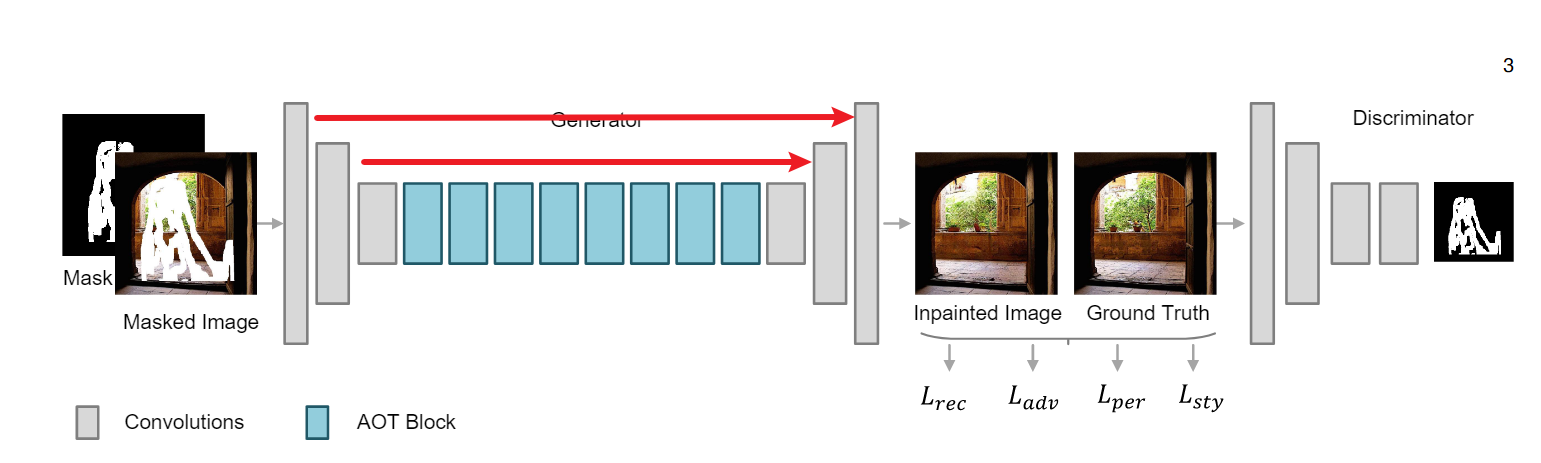 3
Generator
Discriminator
Mask
Masked Image
Inpainted Image
Ground Truth
L_{rec}
L_{adv}
L_{per}
L_{sty}
Convolutions
AOT Block